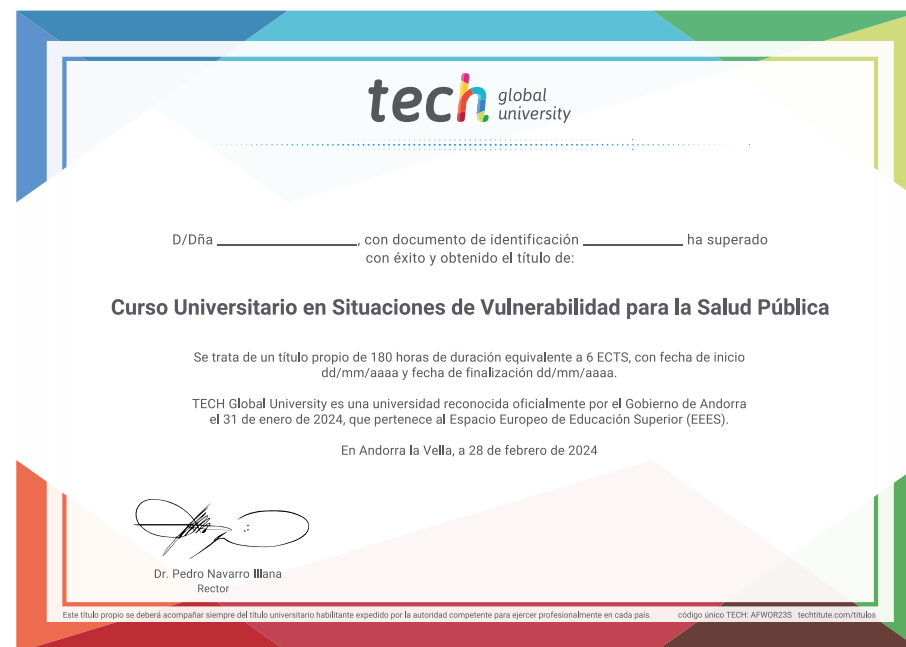 tech global university
D/Dña ____________________, con documento de identificación ______________ ha superado
con éxito y obtenido el título de:
Curso Universitario en Situaciones de Vulnerabilidad para la Salud Pública
Se trata de un título propio de 180 horas de duración equivalente a 6 ECTS, con fecha de inicio
dd/mm/aaaa y fecha de finalización dd/mm/aaaa.
TECH Global University es una universidad reconocida oficialmente por el Gobierno de Andorra
el 31 de enero de 2024, que pertenece al Espacio Europeo de Educación Superior (EEES).
En Andorra la Vella, a 28 de febrero de 2024
Dr. Pedro Navarro Illana
Rector
Este título propio se deberá acompañar siempre del título universitario habilitante expedido por la autoridad competente para ejercer profesionalmente en cada país. código único TECH: AFWOR23S techtitute.com/titulos